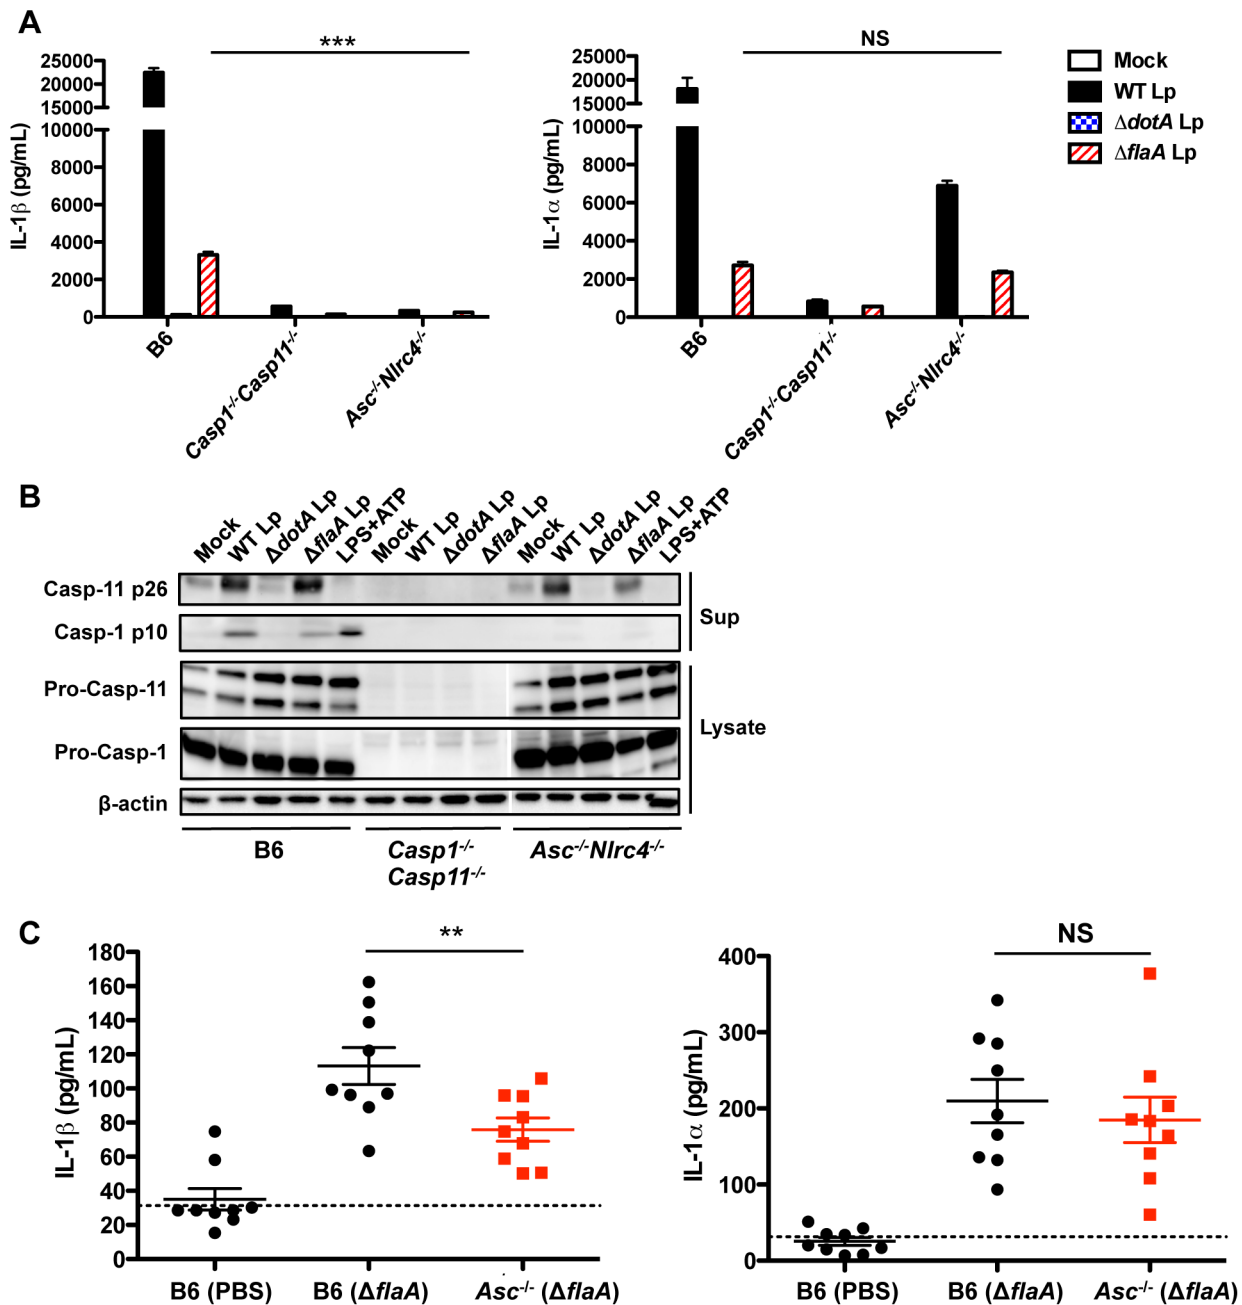 A
***
NS
25000
20000
15000
10000
8000
6000
4000
2000
0
IL-1β (pg/mL)
B6
Casp1-/-Casp11-/-
Asc-/-Nlrc4-/-
25000
20000
15000
10000
8000
6000
4000
2000
0
IL-1α (pg/mL)
B6
Casp1-/-Casp11-/-
Asc-/-Nlrc4-/-
Mock
WT Lp
ΔdotA Lp
ΔflaA Lp
B
Mock
WT Lp
ΔdotA Lp
ΔflaA Lp
LPS+ATP
Mock
WT Lp
ΔdotA Lp
ΔflaA Lp
Mock
WT Lp
ΔdotA Lp
ΔflaA Lp
LPS+ATP
Casp-11 p26
Casp-1 p10
Sup
Pro-Casp-11
Pro-Casp-1
β-actin
Lysate
B6
Casp1-/-
Casp11-/-
Asc-/-Nlrc4-/-
C
**
180
160
140
120
100
80
60
40
20
0
IL-1β (pg/mL)
B6 (PBS)
B6 (ΔflaA)
Asc-/- (ΔflaA)
NS
400
300
200
100
0
IL-1α (pg/mL)
B6 (PBS)
B6 (ΔflaA)
Asc-/- (ΔflaA)